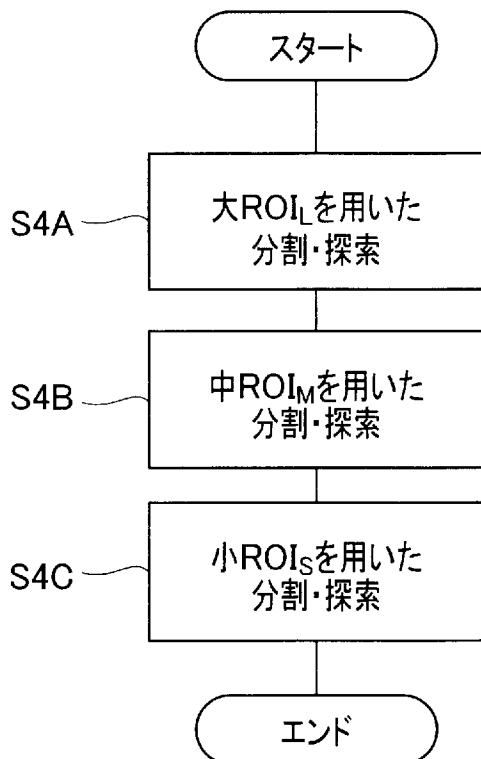 スタート
S4A
大ROI_Lを用いた
分割・探索
S4B
中ROI_Mを用いた
分割・探索
S4C
小ROI_Sを用いた
分割・探索
エンド